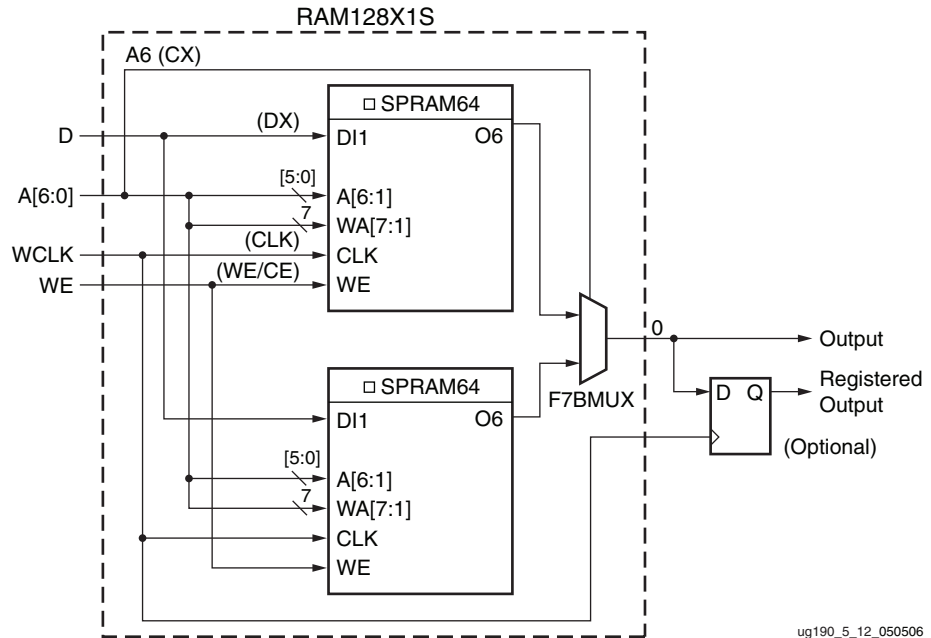 RAM128X1S
A6 (CX)
SPRAM64
D
(DX)
DI1
O6
A[6:0]
[5:0]
A[6:1]
7
WA[7:1]
WCLK
(CLK)
CLK
WE
(WE/CE)
WE
0
Output
SPRAM64
F7BMUX
D Q
Registered
Output
DI1
O6
(Optional)
[5:0]
A[6:1]
7
WA[7:1]
CLK
WE
ug190_5_12_050506